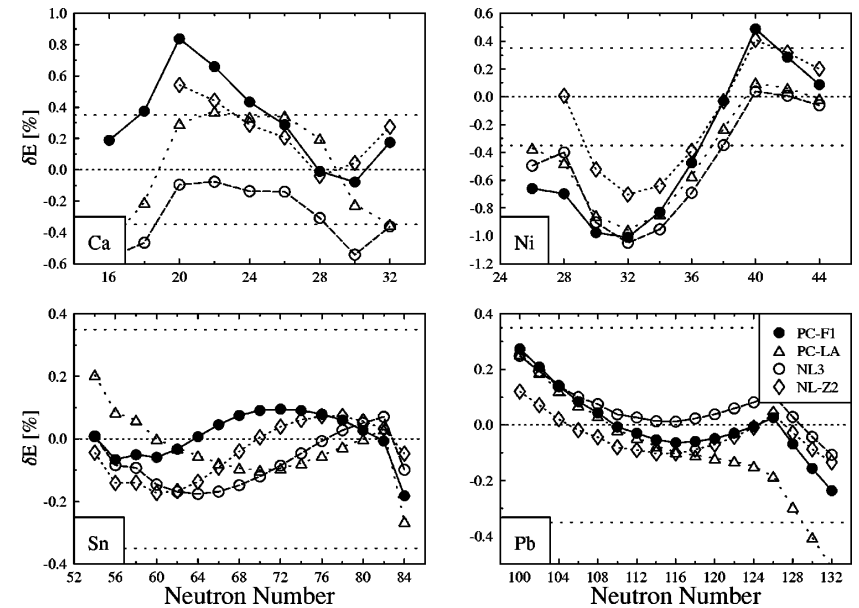 δE [%]
1.0
0.8
0.6
0.4
0.2
0.0
-0.2
-0.4
-0.6
Ca
16 20 24 28 32
0.6
0.4
0.2
0.0
-0.2
-0.4
-0.6
-0.8
-1.0
-1.2
Ni
24 28 32 36 40 44
δE [%]
0.4
0.2
0.0
-0.2
-0.4
Sn
52 56 60 64 68 72 76 80 84
Neutron Number
0.4
0.2
0.0
-0.2
-0.4
PC-F1
PC-LA
NL3
NL-Z2
Pb
100 104 108 112 116 120 124 128 132
Neutron Number